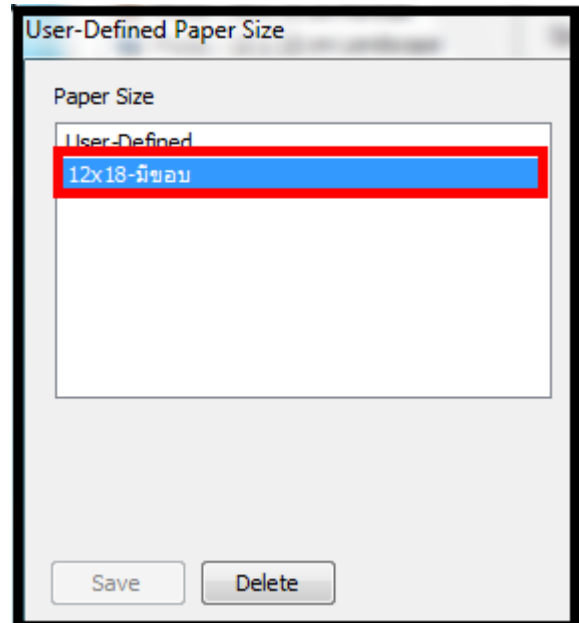 User-Defined Paper Size
Paper Size
User-Defined
12x18-มีขอบ
Save
Delete